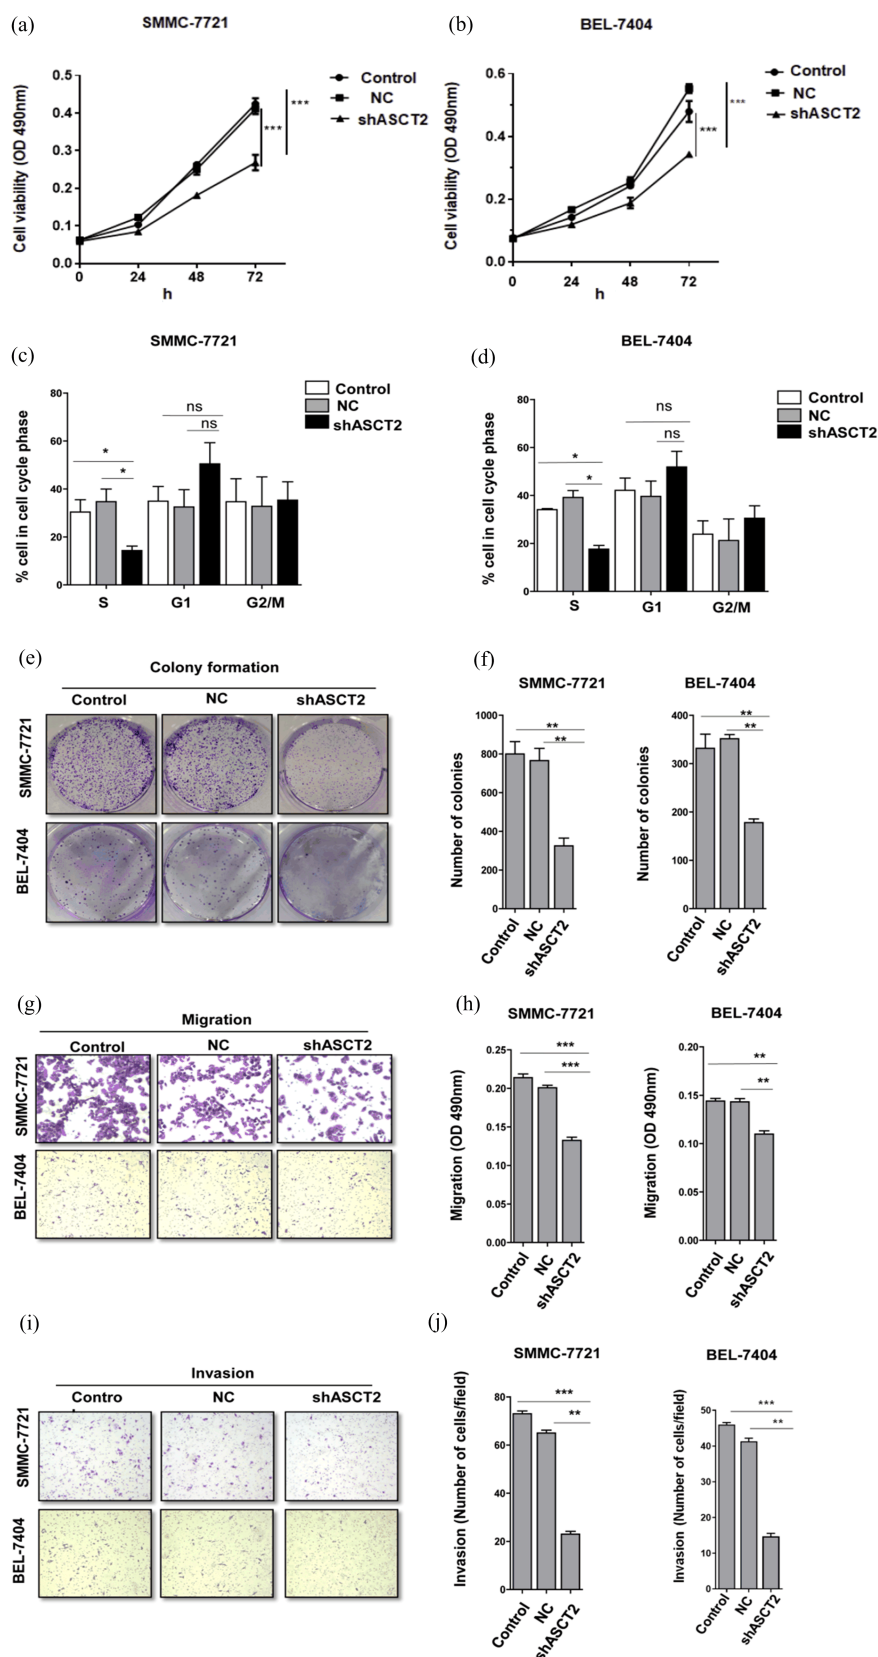 (a)
SMMC-7721
Cell viability (OD 490nm)
0.5
0.4
0.3
0.2
0.1
0.0
0 24 48 72
h
Control
NC
shASCT2
***
***
(b)
BEL-7404
Cell viability (OD 490nm)
0.6
0.4
0.2
0.0
0 24 48 72
h
Control
NC
shASCT2
***
***
(c)
SMMC-7721
% cell in cell cycle phase
80
60
40
20
0
S G1 G2/M
Control
NC
shASCT2
ns
ns
*
*
(d)
BEL-7404
% cell in cell cycle phase
80
60
40
20
0
S G1 G2/M
Control
NC
shASCT2
ns
ns
*
*
(e)
Colony formation
Control NC shASCT2
SMMC-7721
BEL-7404
(f)
SMMC-7721
Number of colonies
1000
800
600
400
200
0
**
**
Control NC shASCT2
BEL-7404
Number of colonies
400
300
200
100
0
**
**
Control NC shASCT2
(g)
Migration
Control NC shASCT2
SMMC-7721
BEL-7404
(h)
SMMC-7721
Migration (OD 490nm)
0.25
0.20
0.15
0.10
0.05
0.00
***
***
Control NC shASCT2
BEL-7404
Migration (OD 490nm)
0.20
0.15
0.10
0.05
0.00
**
**
Control NC shASCT2
(i)
Invasion
Contro NC shASCT2
SMMC-7721
BEL-7404
(j)
SMMC-7721
Invasion (Number of cells/field)
80
60
40
20
0
***
**
Control NC shASCT2
BEL-7404
Invasion (Number of cells/field)
50
40
30
20
10
0
***
**
Control NC shASCT2